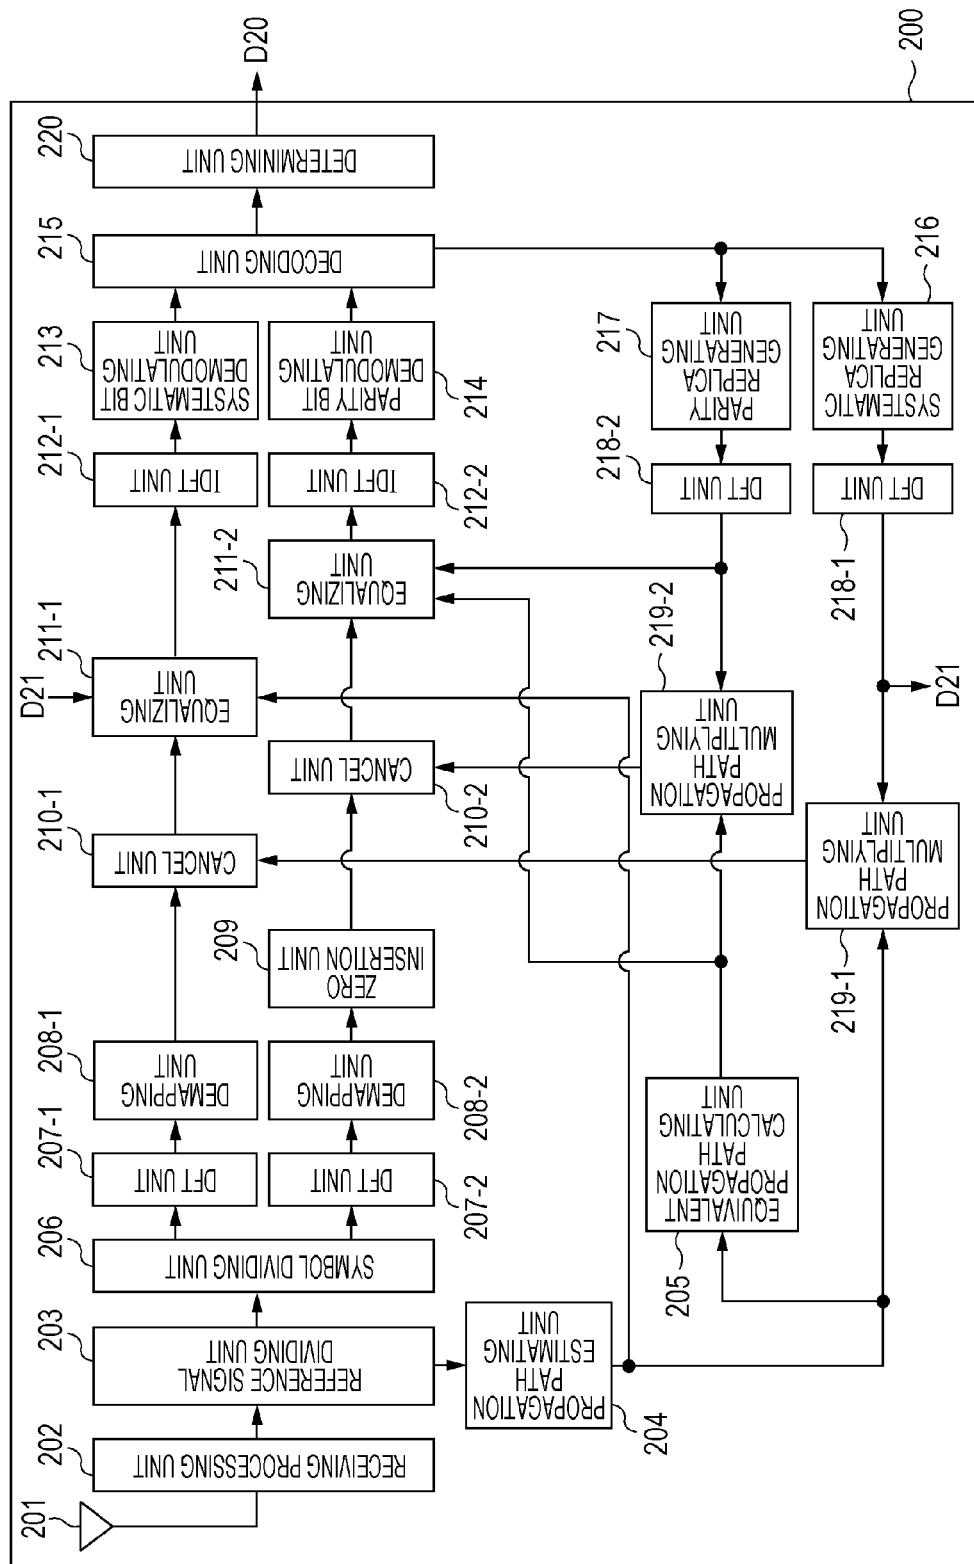 200
D20
220
DETERMINING UNIT
215
DECODING UNIT
213
SYSTEMATIC BIT
DEMODULATING
UNIT
PARITY BIT
DEMODULATING
UNIT
214
212-1
IDFT UNIT
IDFT UNIT
212-2
211-2
EQUALIZING
UNIT
D21
211-1
EQUALIZING
UNIT
210-1
CANCEL UNIT
CANCEL UNIT
210-2
209
ZERO
INSERTION UNIT
208-1
DEMAPPING
UNIT
DEMAPPING
UNIT
208-2
207-1
DFT UNIT
DFT UNIT
207-2
206
SYMBOL DIVIDING UNIT
203
REFERENCE SIGNAL
DIVIDING UNIT
202
RECEIVING PROCESSING UNIT
201
PROPAGATION
PATH
ESTIMATING
UNIT
204
EQUIVALENT
PROPAGATION
PATH
CALCULATING
UNIT
205
217
PARITY
REPLICA
GENERATING
UNIT
216
SYSTEMATIC
REPLICA
GENERATING
UNIT
218-2
DFT UNIT
DFT UNIT
218-1
219-2
PROPAGATION
PATH
MULTIPLYING
UNIT
D21
PROPAGATION
PATH
MULTIPLYING
UNIT
219-1